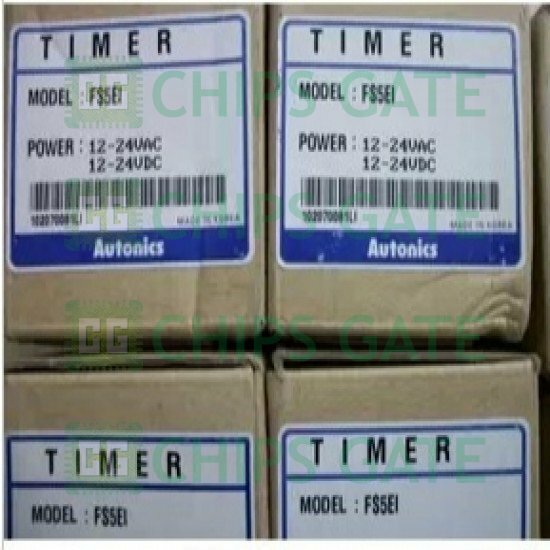 TIMER
MODEL : FS5EI
POWER : 12-24VAC
12-24VDC
102070081LI
MADE IN KOREA
Autonics
TIMER
MODEL : FS5EI
POWER : 12-24VAC
12-24VDC
102070081LI
MADE IN KOREA
Autonics
TIMER
MODEL : FS5EI
TIMER
MODEL : FS5EI
CHIPS GATE
CHIPS GATE
CHIPS GATE
CHIPS GATE